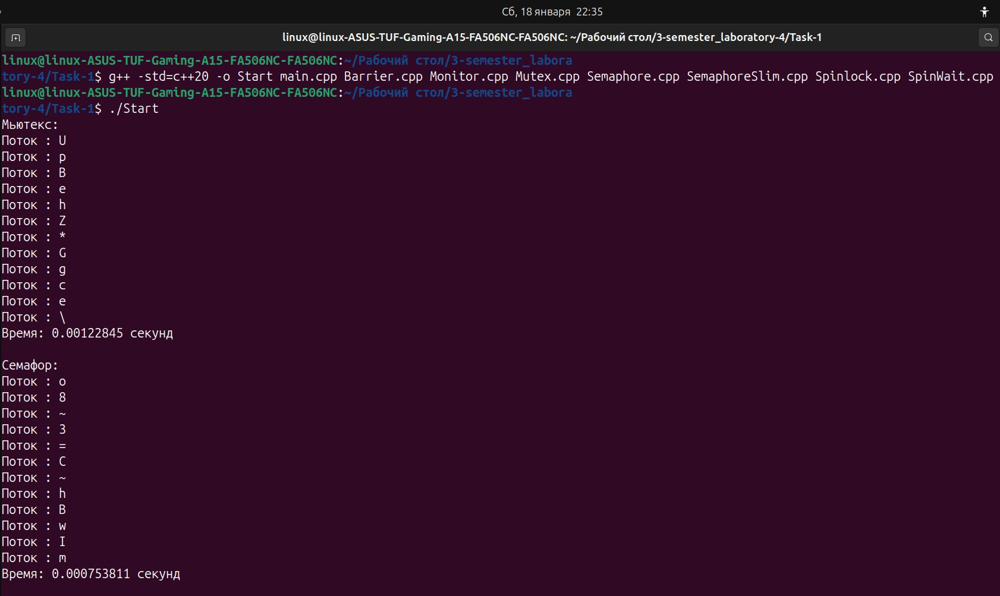 Сб, 18 января 22:35
linux@linux-ASUS-TUF-Gaming-A15-FA506NC-FA506NC: ~/Рабочий стол/3-semester_laboratory-4/Task-1
linux@linux-ASUS-TUF-Gaming-A15-FA506NC-FA506NC:~/Рабочий стол/3-semester_labora
tory-4/Task-1$ g++ -std=c++20 -o Start main.cpp Barrier.cpp Monitor.cpp Mutex.cpp Semaphore.cpp SemaphoreSlim.cpp Spinlock.cpp SpinWait.cpp
linux@linux-ASUS-TUF-Gaming-A15-FA506NC-FA506NC:~/Рабочий стол/3-semester_labora
tory-4/Task-1$ ./Start
Мьютекс:
Поток : U
Поток : p
Поток : B
Поток : e
Поток : h
Поток : Z
Поток : *
Поток : G
Поток : g
Поток : c
Поток : e
Поток : \
Время: 0.00122845 секунд

Семафор:
Поток : o
Поток : 8
Поток : ~
Поток : 3
Поток : =
Поток : C
Поток : ~
Поток : h
Поток : B
Поток : w
Поток : I
Поток : m
Время: 0.000753811 секунд